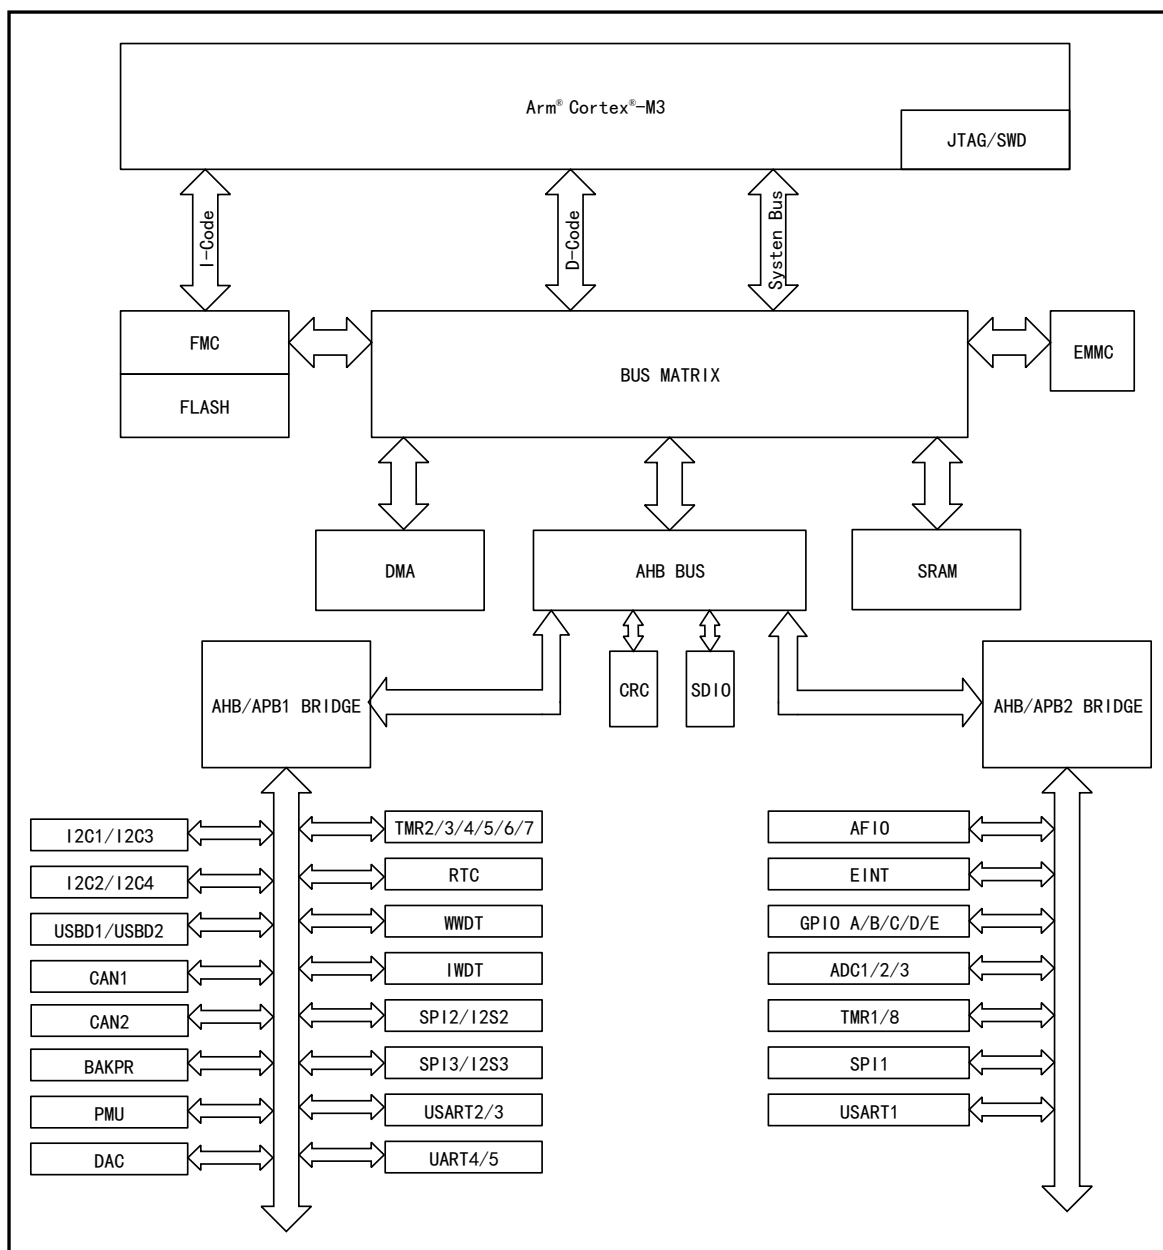 Arm® Cortex®-M3
JTAG/SWD
I-Code
D-Code
Systen Bus
FMC
FLASH
BUS MATRIX
EMMC
DMA
AHB BUS
SRAM
AHB/APB1 BRIDGE
CRC
SDIO
AHB/APB2 BRIDGE
I2C1/I2C3
I2C2/I2C4
USBD1/USBD2
CAN1
CAN2
BAKPR
PMU
DAC
TMR2/3/4/5/6/7
RTC
WWDT
IWDT
SPI2/I2S2
SPI3/I2S3
USART2/3
UART4/5
AFIO
EINT
GPIO A/B/C/D/E
ADC1/2/3
TMR1/8
SPI1
USART1